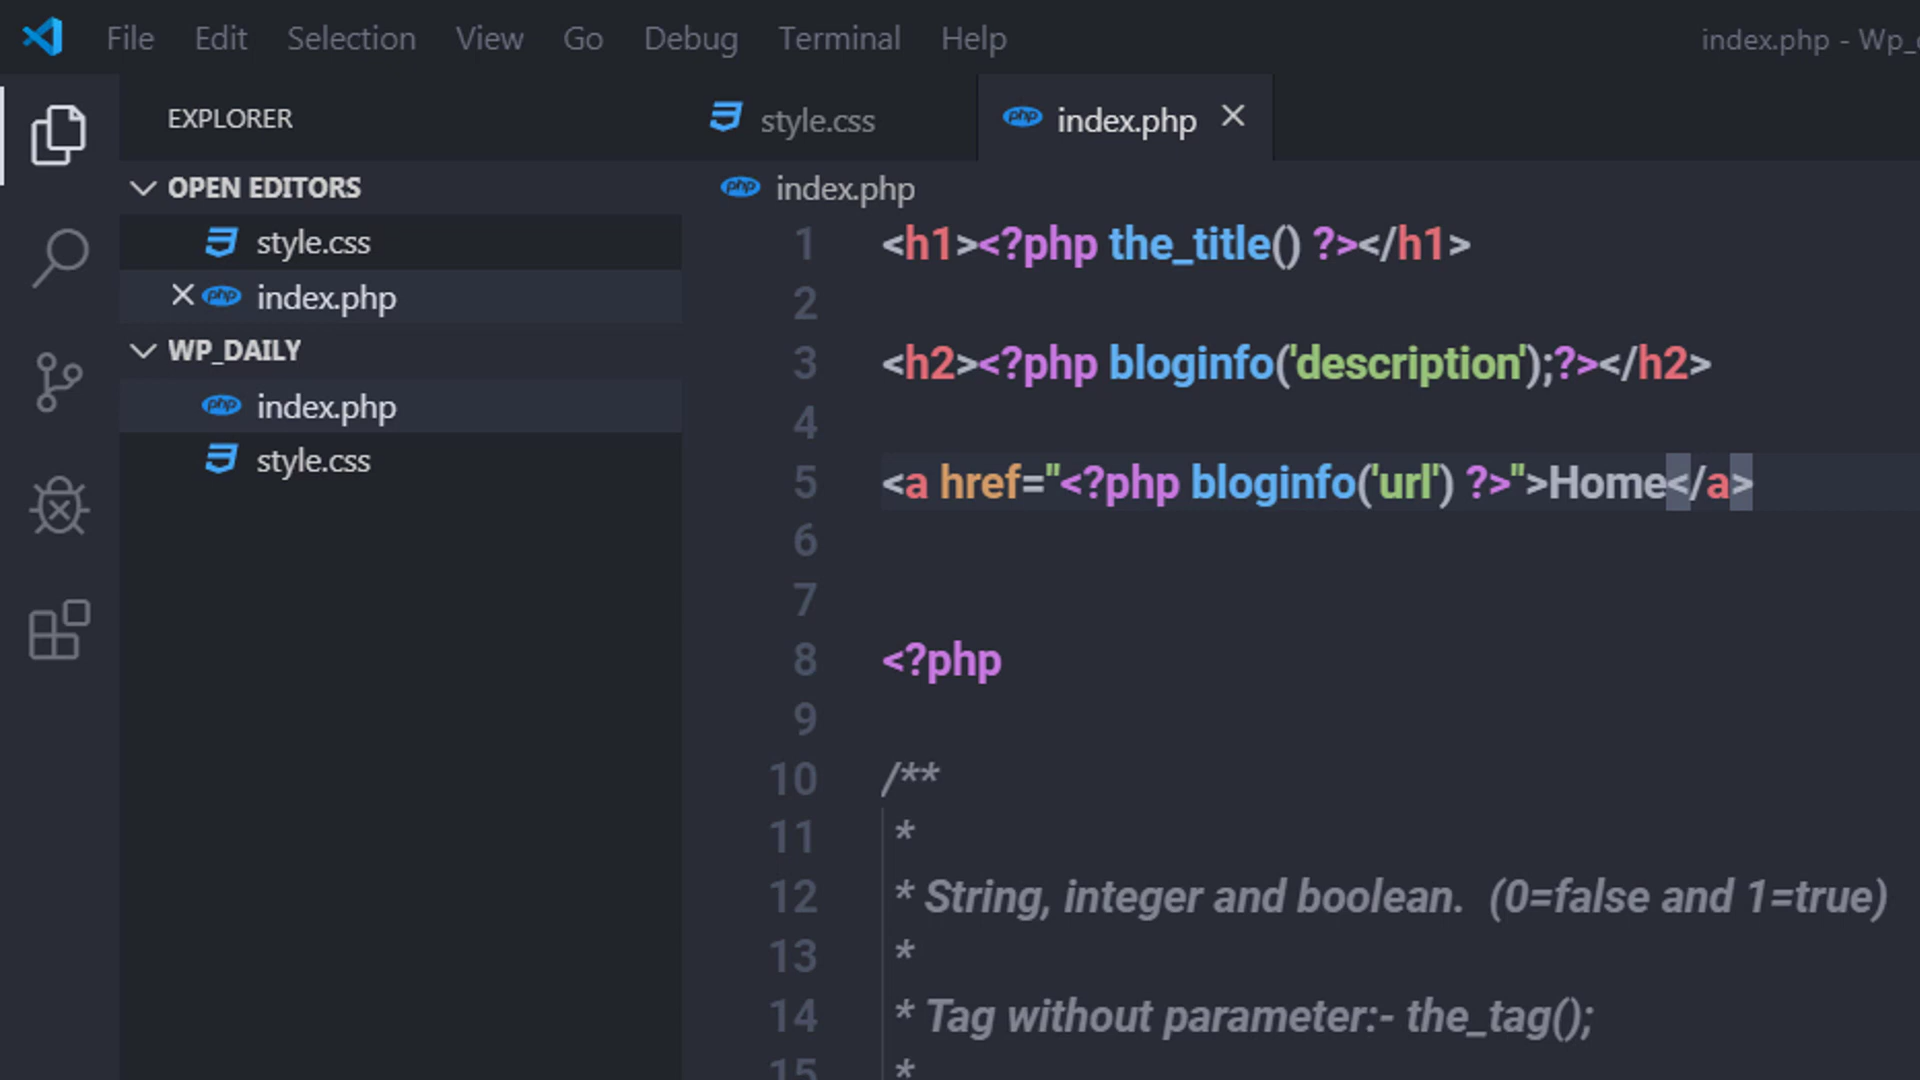 File Edit Selection View Go Debug Terminal Help index.php - Wp_
EXPLORER
OPEN EDITORS
style.css
index.php
WP_DAILY
index.php
style.css
style.css index.php
index.php
1 <h1><?php the_title() ?></h1>
2
3 <h2><?php bloginfo('description');?></h2>
4
5 <a href="<?php bloginfo('url') ?>">Home</a>
6
7
8 <?php
9
10 /**
11 *
12 * String, integer and boolean.  (0=false and 1=true)
13 *
14 * Tag without parameter:- the_tag();
15 *